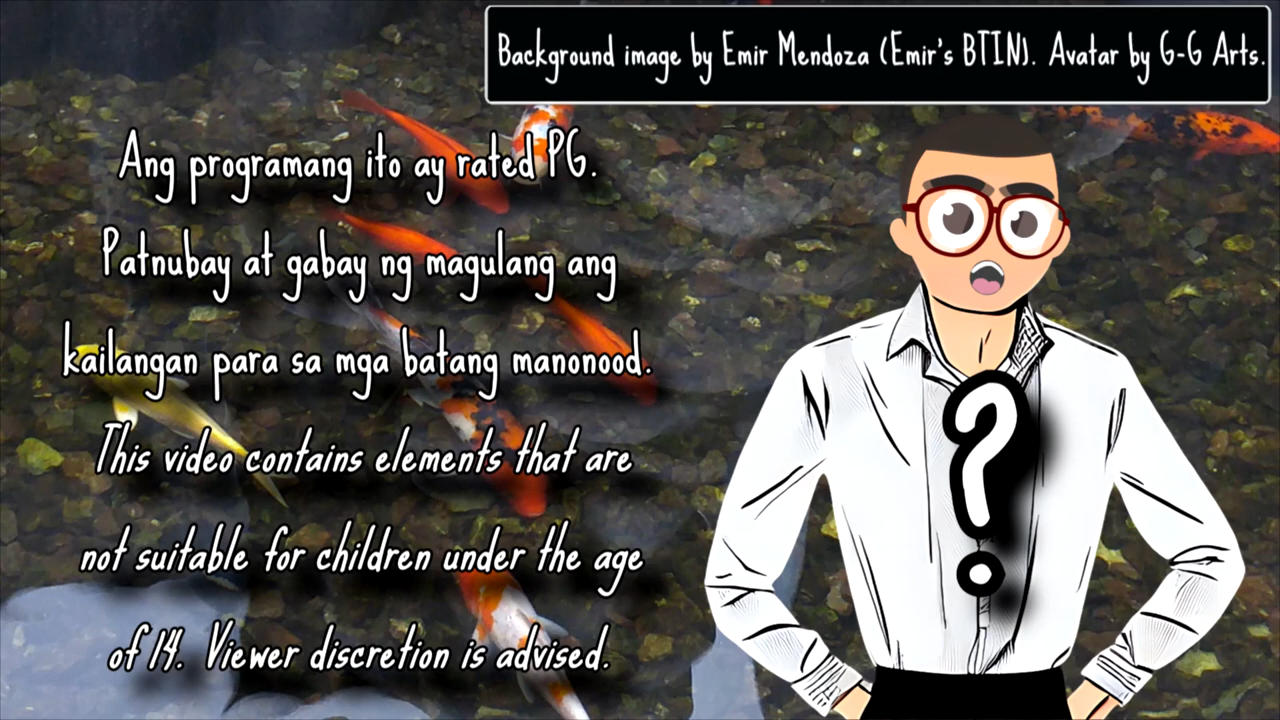 Background image by Emir Mendoza (Emir's BTIN). Avatar by G-G Arts.
Ang programang ito ay rated PG.
Patnubay at gabay ng magulang ang
kailangan para sa mga batang manonood.
This video contains elements that are
not suitable for children under the age
of 14. Viewer discretion is advised.
?